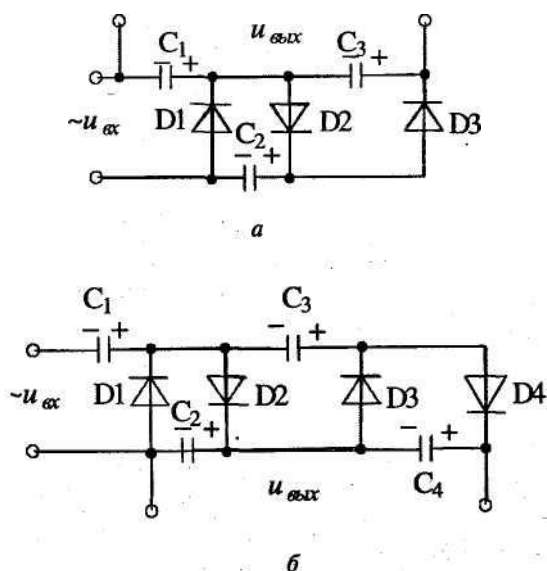 C₁ − + u вых C₃ − +
~u вх D1 C₂ − + D2 D3
а
C₁ − + C₃ − +
~u вх D1 C₂ − + D2 D3 D4
u вых − + C₄
б